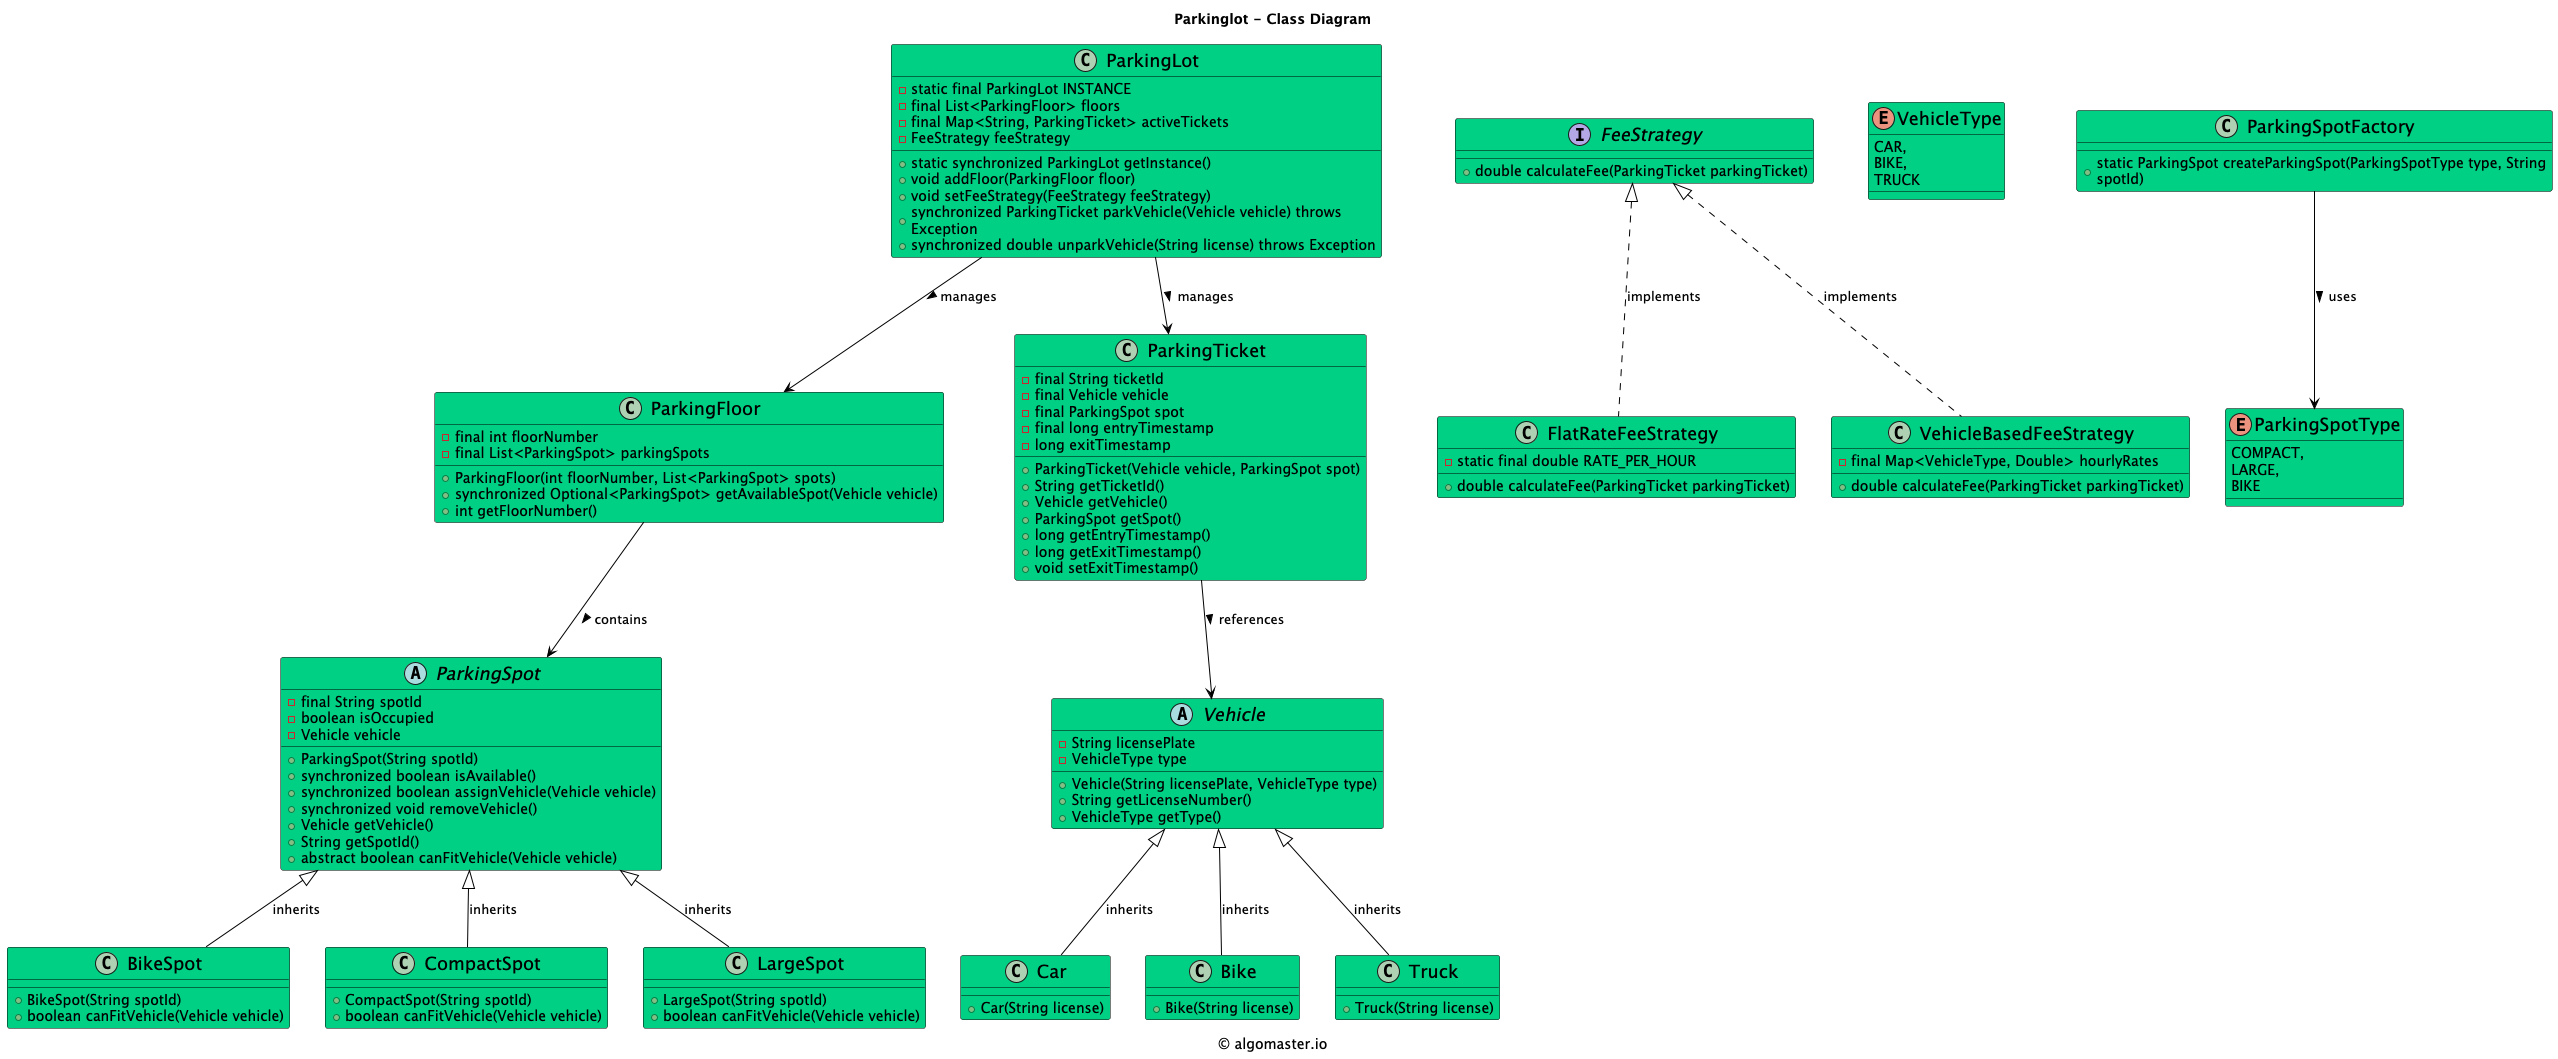 Parkinglot - Class Diagram
C ParkingLot
static final ParkingLot INSTANCE
final List<ParkingFloor> floors
final Map<String, ParkingTicket> activeTickets
FeeStrategy feeStrategy
static synchronized ParkingLot getInstance()
void addFloor(ParkingFloor floor)
void setFeeStrategy(FeeStrategy feeStrategy)
synchronized ParkingTicket parkVehicle(Vehicle vehicle) throws
Exception
synchronized double unparkVehicle(String license) throws Exception
I FeeStrategy
double calculateFee(ParkingTicket parkingTicket)
E VehicleType
CAR,
BIKE,
TRUCK
C ParkingSpotFactory
static ParkingSpot createParkingSpot(ParkingSpotType type, String
spotId)
manages
manages
implements
implements
uses
C ParkingFloor
final int floorNumber
final List<ParkingSpot> parkingSpots
ParkingFloor(int floorNumber, List<ParkingSpot> spots)
synchronized Optional<ParkingSpot> getAvailableSpot(Vehicle vehicle)
int getFloorNumber()
C ParkingTicket
final String ticketId
final Vehicle vehicle
final ParkingSpot spot
final long entryTimestamp
long exitTimestamp
ParkingTicket(Vehicle vehicle, ParkingSpot spot)
String getTicketId()
Vehicle getVehicle()
ParkingSpot getSpot()
long getEntryTimestamp()
long getExitTimestamp()
void setExitTimestamp()
C FlatRateFeeStrategy
static final double RATE_PER_HOUR
double calculateFee(ParkingTicket parkingTicket)
C VehicleBasedFeeStrategy
final Map<VehicleType, Double> hourlyRates
double calculateFee(ParkingTicket parkingTicket)
E ParkingSpotType
COMPACT,
LARGE,
BIKE
contains
references
A ParkingSpot
final String spotId
boolean isOccupied
Vehicle vehicle
ParkingSpot(String spotId)
synchronized boolean isAvailable()
synchronized boolean assignVehicle(Vehicle vehicle)
synchronized void removeVehicle()
Vehicle getVehicle()
String getSpotId()
abstract boolean canFitVehicle(Vehicle vehicle)
A Vehicle
String licensePlate
VehicleType type
Vehicle(String licensePlate, VehicleType type)
String getLicenseNumber()
VehicleType getType()
inherits
inherits
inherits
inherits
inherits
inherits
C BikeSpot
BikeSpot(String spotId)
boolean canFitVehicle(Vehicle vehicle)
C CompactSpot
CompactSpot(String spotId)
boolean canFitVehicle(Vehicle vehicle)
C LargeSpot
LargeSpot(String spotId)
boolean canFitVehicle(Vehicle vehicle)
C Car
Car(String license)
C Bike
Bike(String license)
C Truck
Truck(String license)
© algomaster.io